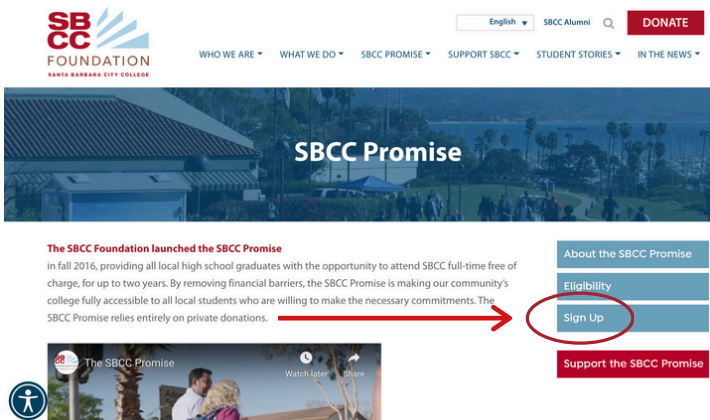 SB
CC
FOUNDATION
SANTA BARBARA CITY COLLEGE
English
SBCC Alumni
DONATE
WHO WE ARE
WHAT WE DO
SBCC PROMISE
SUPPORT SBCC
STUDENT STORIES
IN THE NEWS
SBCC Promise
The SBCC Foundation launched the SBCC Promise
in fall 2016, providing all local high school graduates with the opportunity to attend SBCC full-time free of
charge, for up to two years. By removing financial barriers, the SBCC Promise is making our community's
college fully accessible to all local students who are willing to make the necessary commitments. The
SBCC Promise relies entirely on private donations.
About the SBCC Promise
Eligibility
Sign Up
Support the SBCC Promise
SB
CC
The SBCC Promise
Watch later
Share